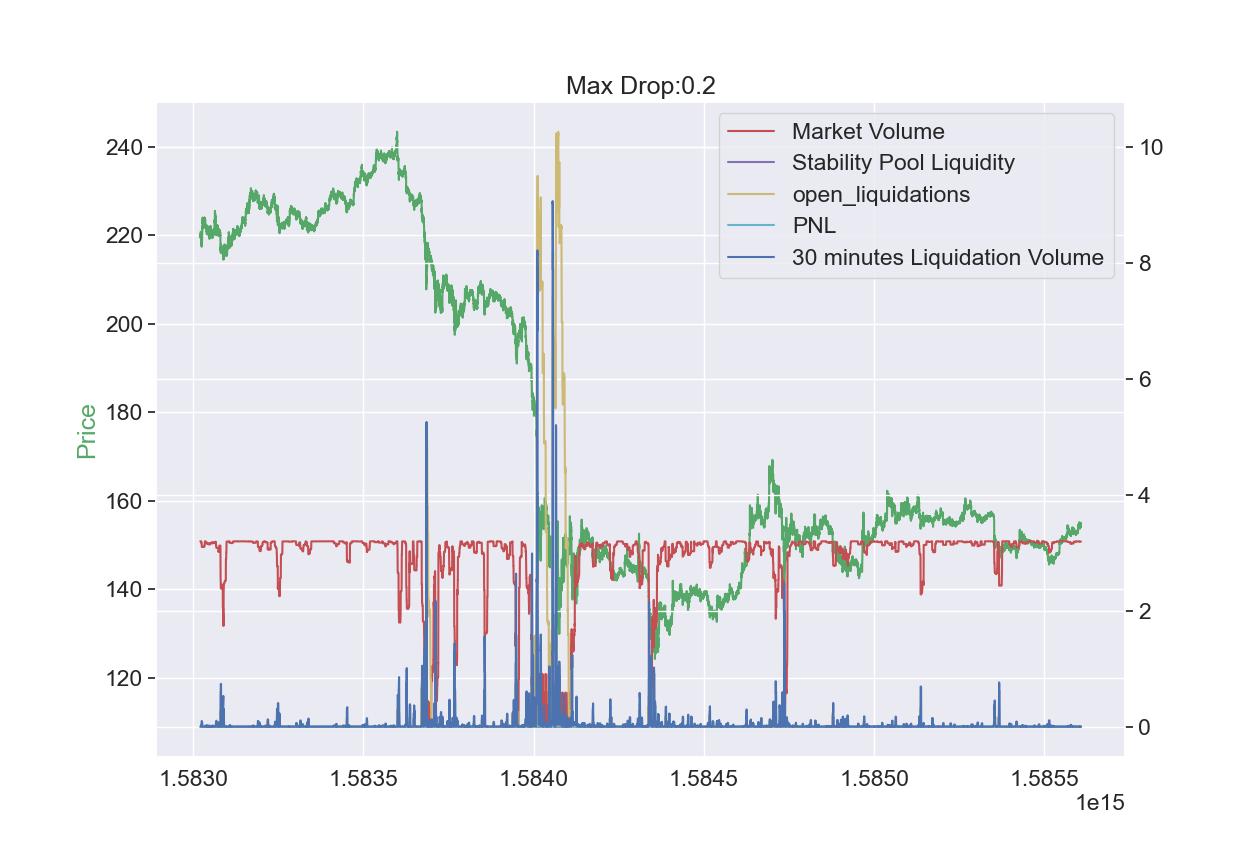 Max Drop:0.2
Market Volume
Stability Pool Liquidity
open_liquidations
PNL
30 minutes Liquidation Volume
Price
240
220
200
180
160
140
120
10
8
6
4
2
0
1.5830 1.5835 1.5840 1.5845 1.5850 1.5855
1e15